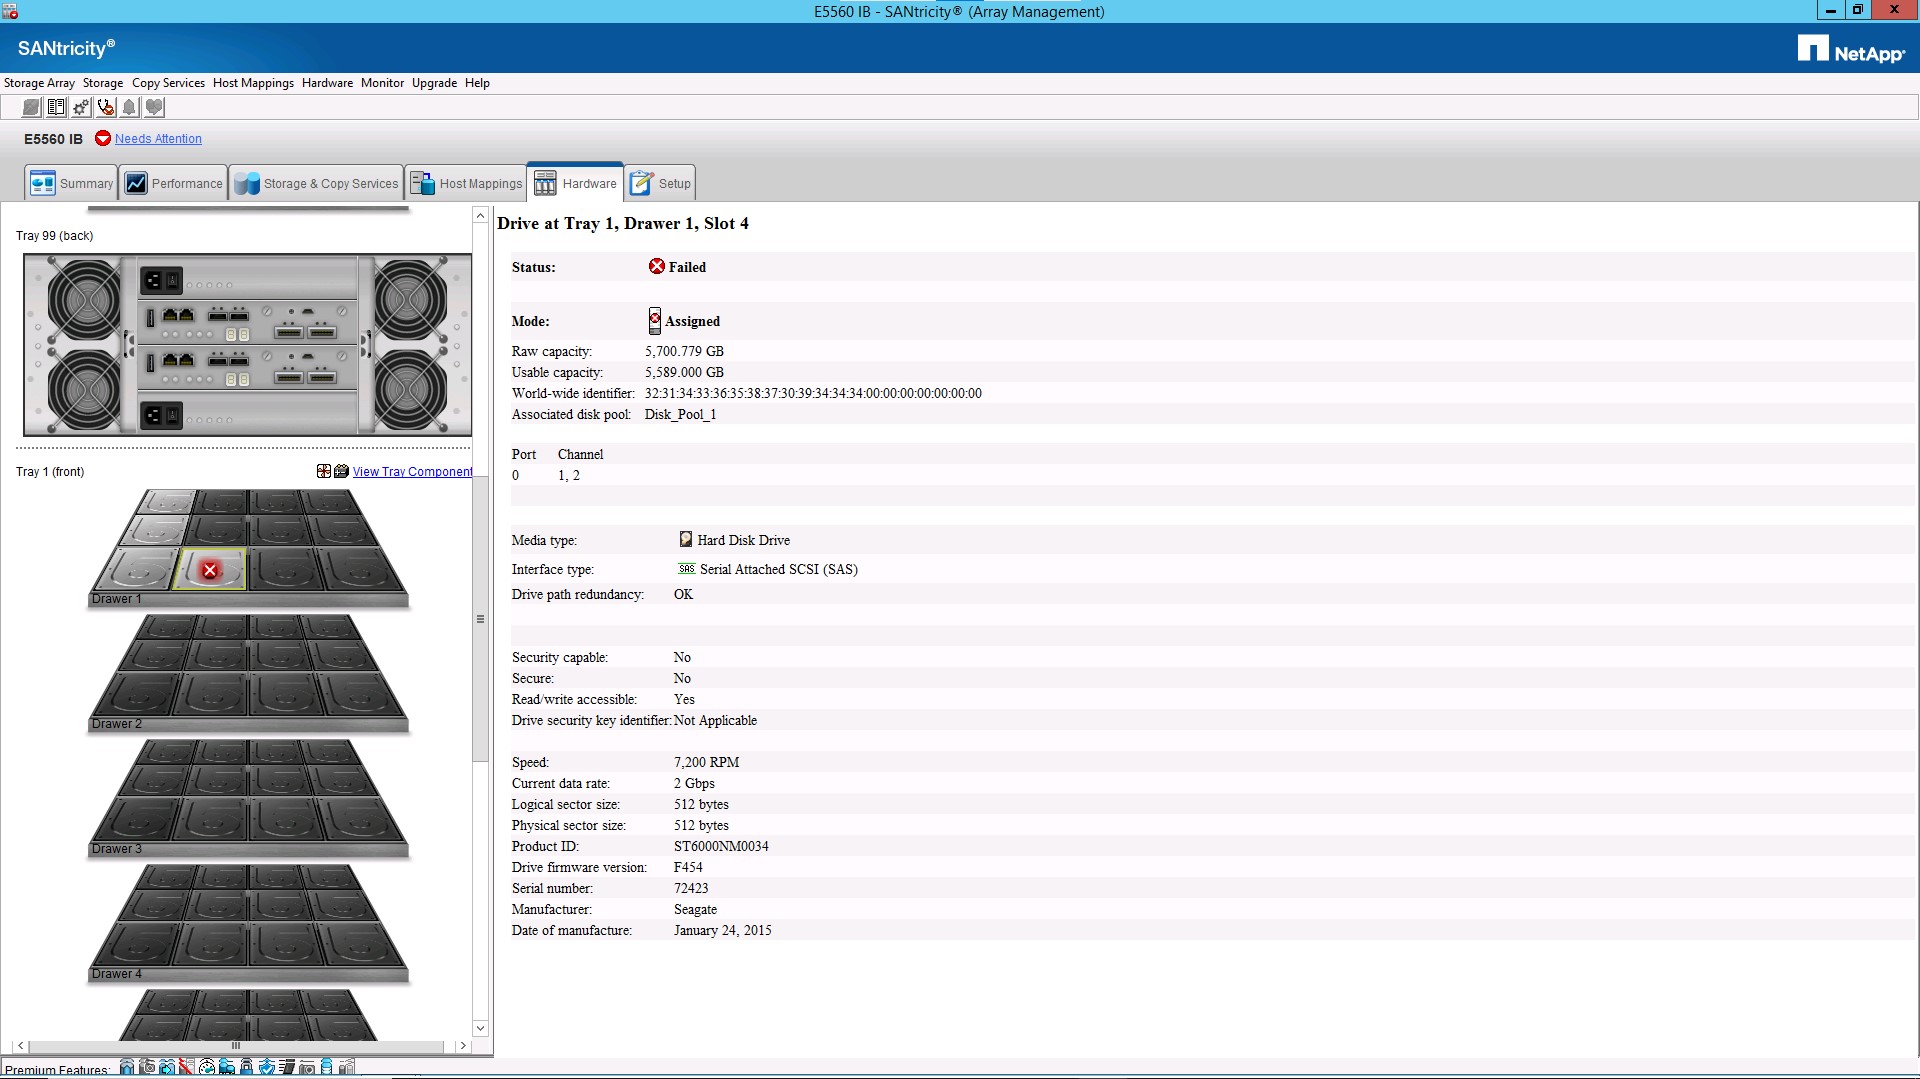 E5560 IB - SANtricity® (Array Management)
SANtricity®
NetApp®
Storage Array Storage Copy Services Host Mappings Hardware Monitor Upgrade Help
E5560 IB Needs Attention
Summary Performance Storage & Copy Services Host Mappings Hardware Setup
Tray 99 (back)
Tray 1 (front) View Tray Component
Drawer 1
Drawer 2
Drawer 3
Drawer 4
Drive at Tray 1, Drawer 1, Slot 4
Status: Failed
Mode: Assigned
Raw capacity: 5,700.779 GB
Usable capacity: 5,589.000 GB
World-wide identifier: 32:31:34:33:36:35:38:37:30:39:34:34:34:00:00:00:00:00:00:00
Associated disk pool: Disk_Pool_1
Port Channel
0 1, 2
Media type: Hard Disk Drive
Interface type: SAS Serial Attached SCSI (SAS)
Drive path redundancy: OK
Security capable: No
Secure: No
Read/write accessible: Yes
Drive security key identifier: Not Applicable
Speed: 7,200 RPM
Current data rate: 2 Gbps
Logical sector size: 512 bytes
Physical sector size: 512 bytes
Product ID: ST6000NM0034
Drive firmware version: F454
Serial number: 72423
Manufacturer: Seagate
Date of manufacture: January 24, 2015
Premium Features: